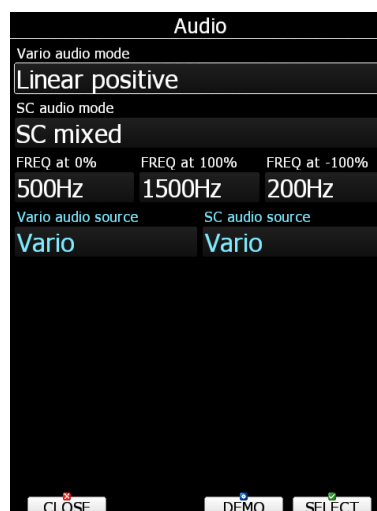 Audio
Vario audio mode
Linear positive
SC audio mode
SC mixed
FREQ at 0% FREQ at 100% FREQ at -100%
500Hz 1500Hz 200Hz
Vario audio source SC audio source
Vario Vario
CLOSE DEMO SELECT